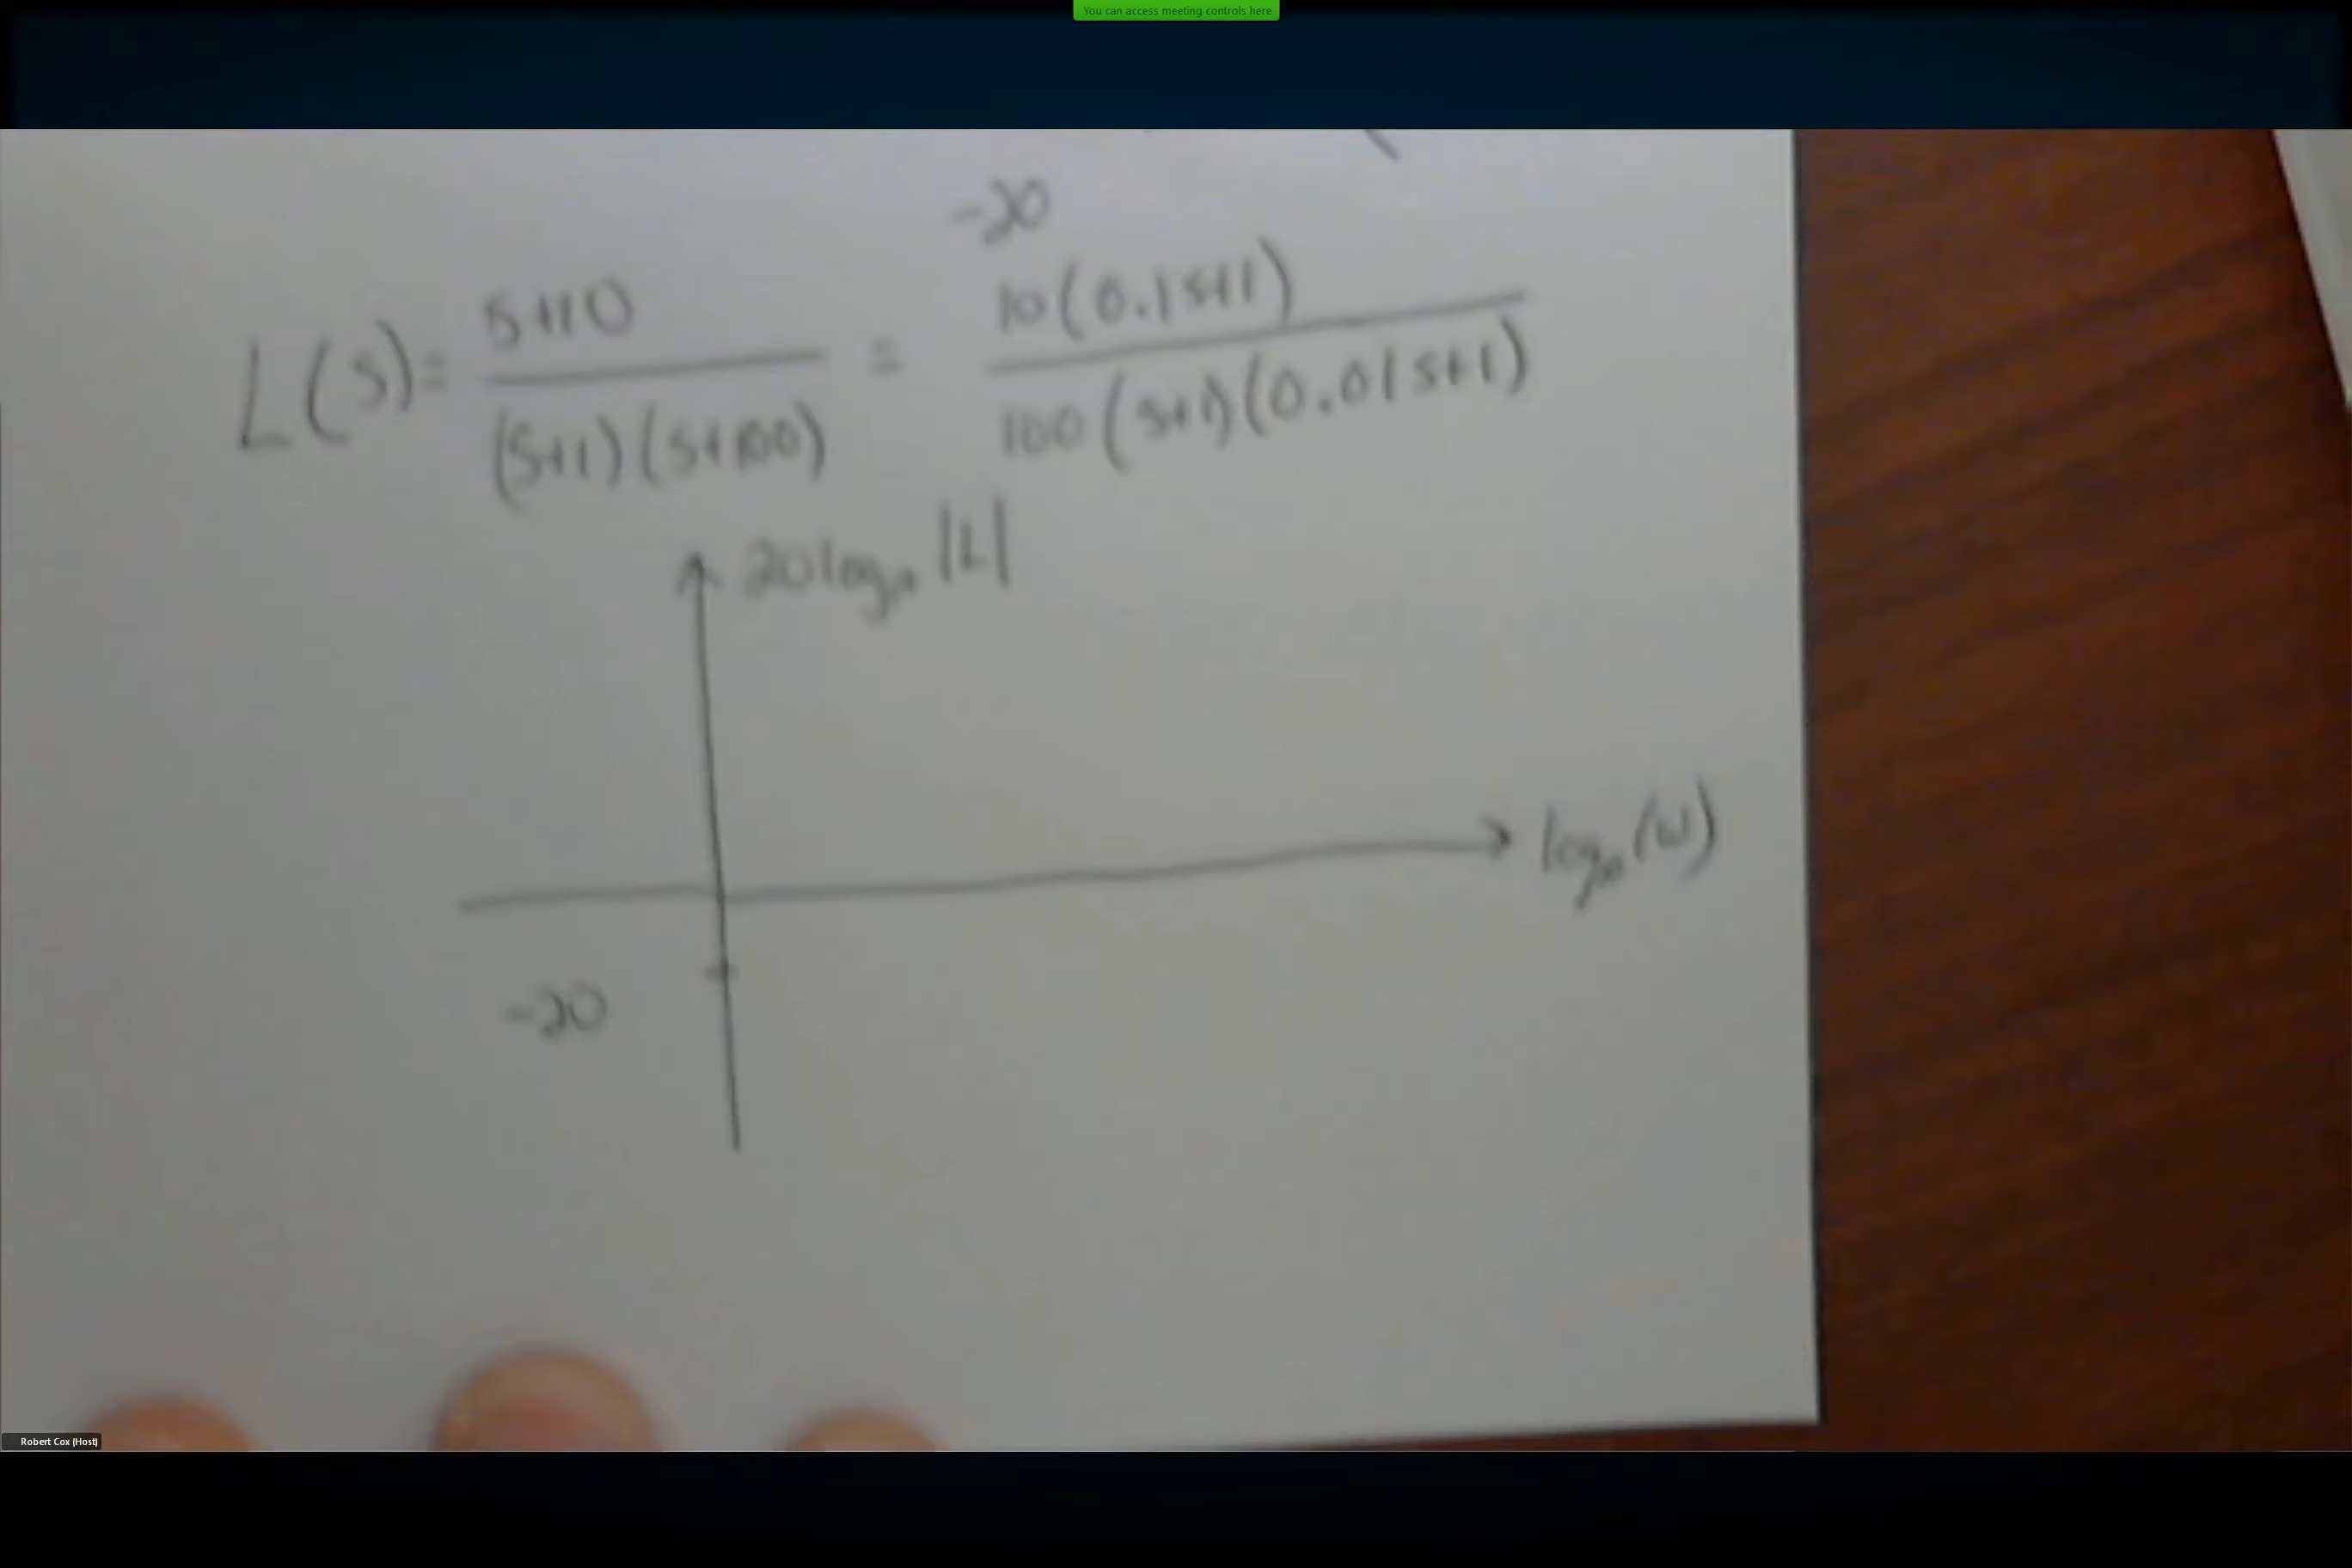 You can access meeting controls here
-20
L(s)= s+10 / (s+1)(s+100) = 10(0.1s+1) / 100(s+1)(0.01s+1)
20log₁₀ |L|
log₁₀(ω)
-20
Robert Cox (Host)